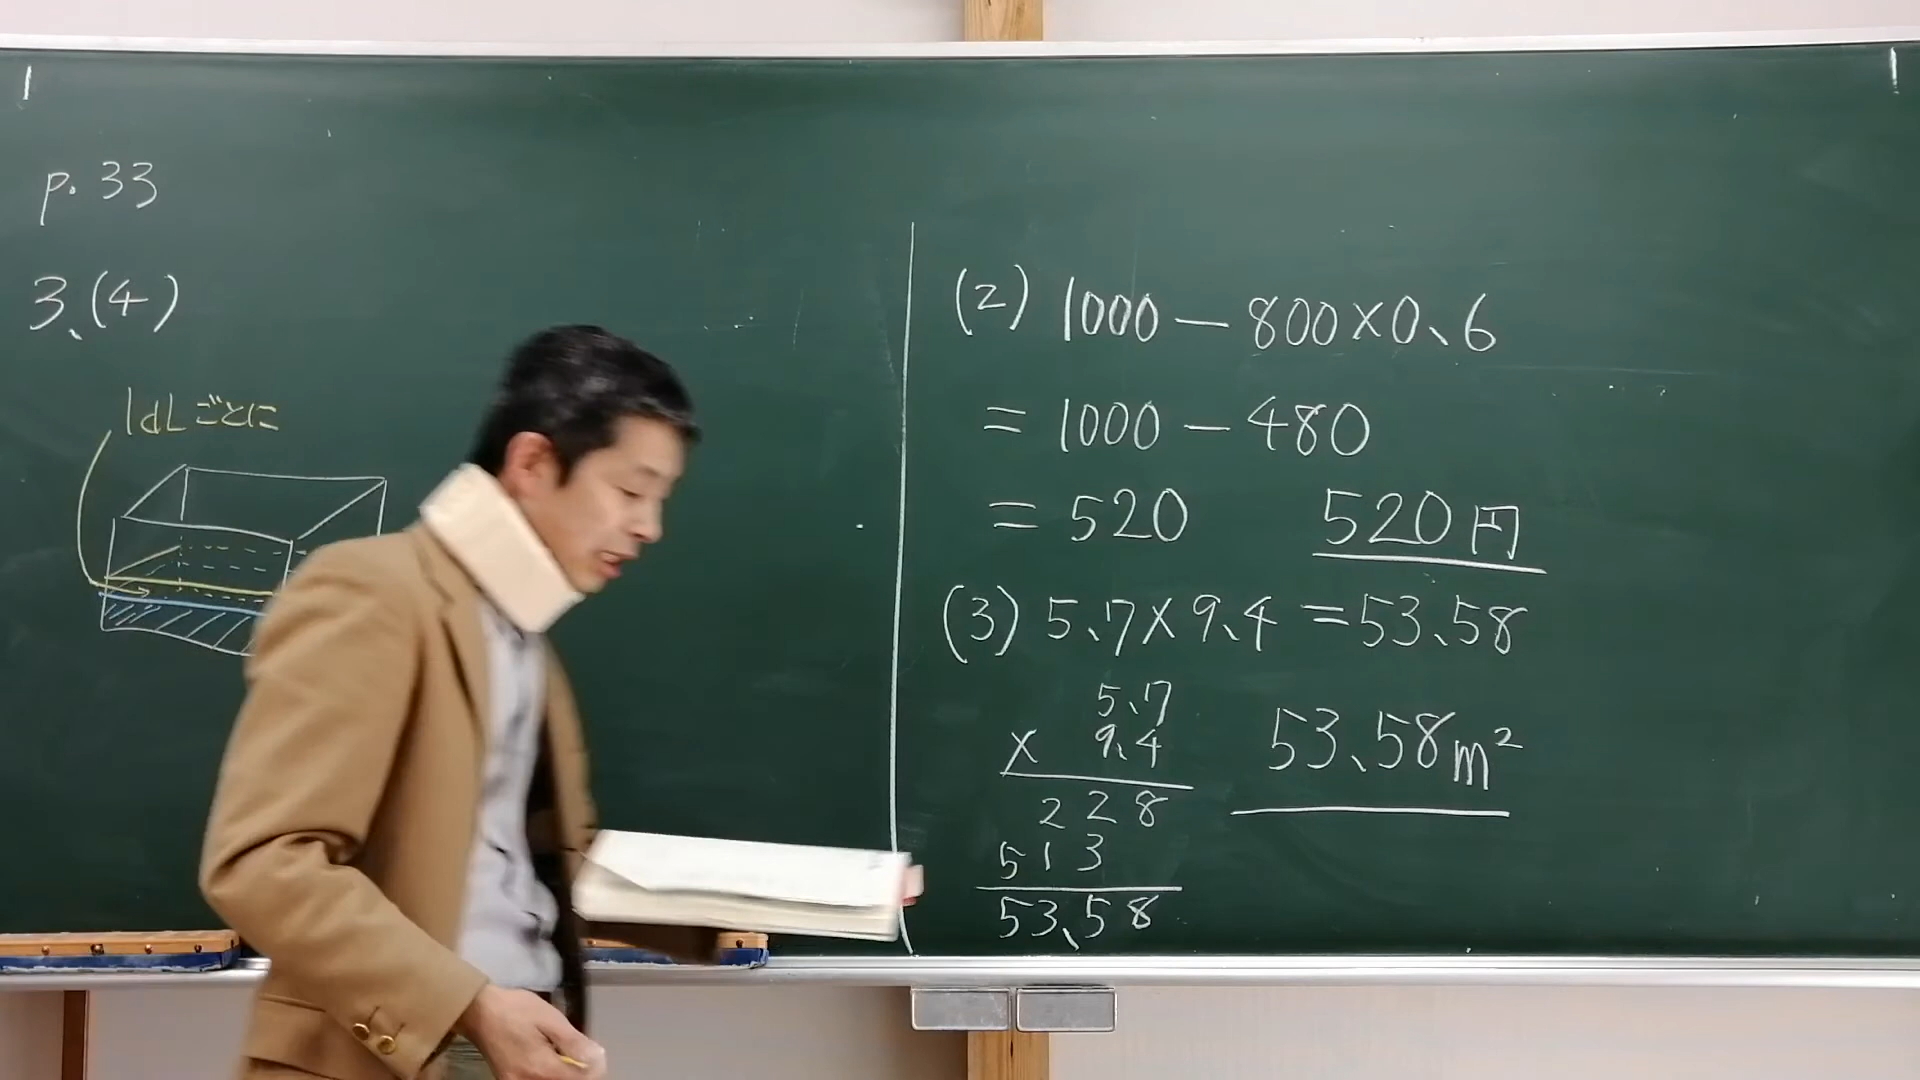 p.33
3、(4)
1dLごとに
(2) 1000－800×0、6
=1000－480
=520 520円
(3) 5、7×9、4=53、58
5、7
× 9、4
228
513
53、58
53、58m²